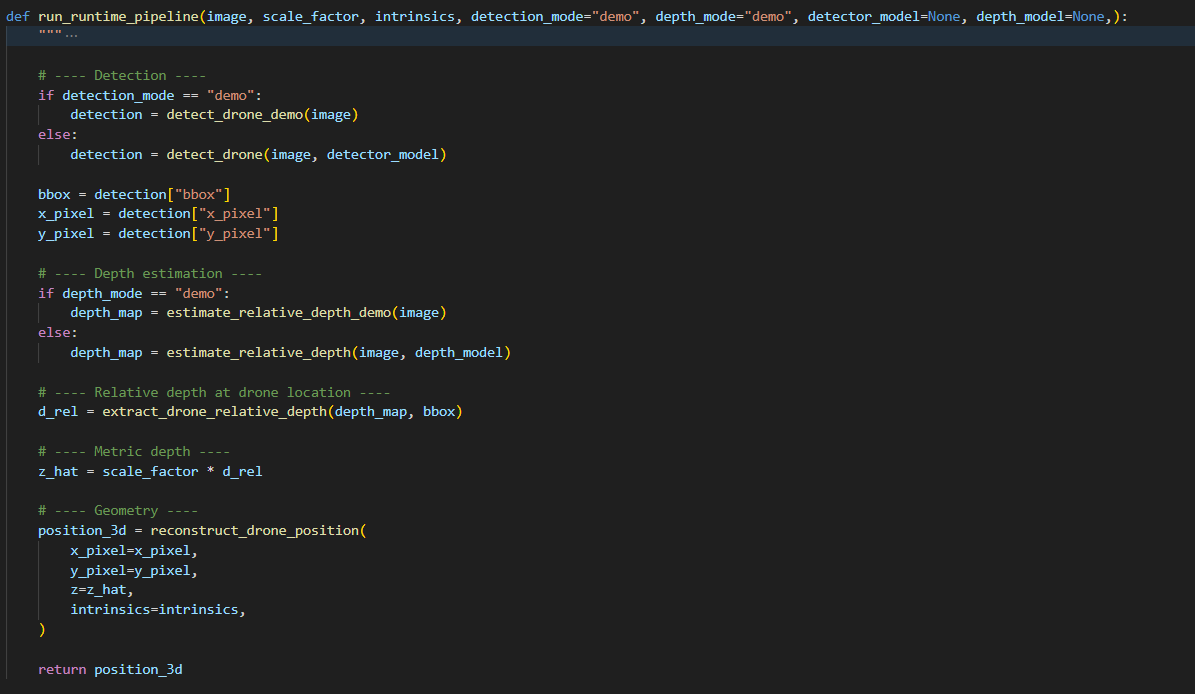 def run_runtime_pipeline(image, scale_factor, intrinsics, detection_mode="demo", depth_mode="demo", detector_model=None, depth_model=None,):
    """...

    # ---- Detection ----
    if detection_mode == "demo":
        detection = detect_drone_demo(image)
    else:
        detection = detect_drone(image, detector_model)

    bbox = detection["bbox"]
    x_pixel = detection["x_pixel"]
    y_pixel = detection["y_pixel"]

    # ---- Depth estimation ----
    if depth_mode == "demo":
        depth_map = estimate_relative_depth_demo(image)
    else:
        depth_map = estimate_relative_depth(image, depth_model)

    # ---- Relative depth at drone location ----
    d_rel = extract_drone_relative_depth(depth_map, bbox)

    # ---- Metric depth ----
    z_hat = scale_factor * d_rel

    # ---- Geometry ----
    position_3d = reconstruct_drone_position(
        x_pixel=x_pixel,
        y_pixel=y_pixel,
        z=z_hat,
        intrinsics=intrinsics,
    )

    return position_3d